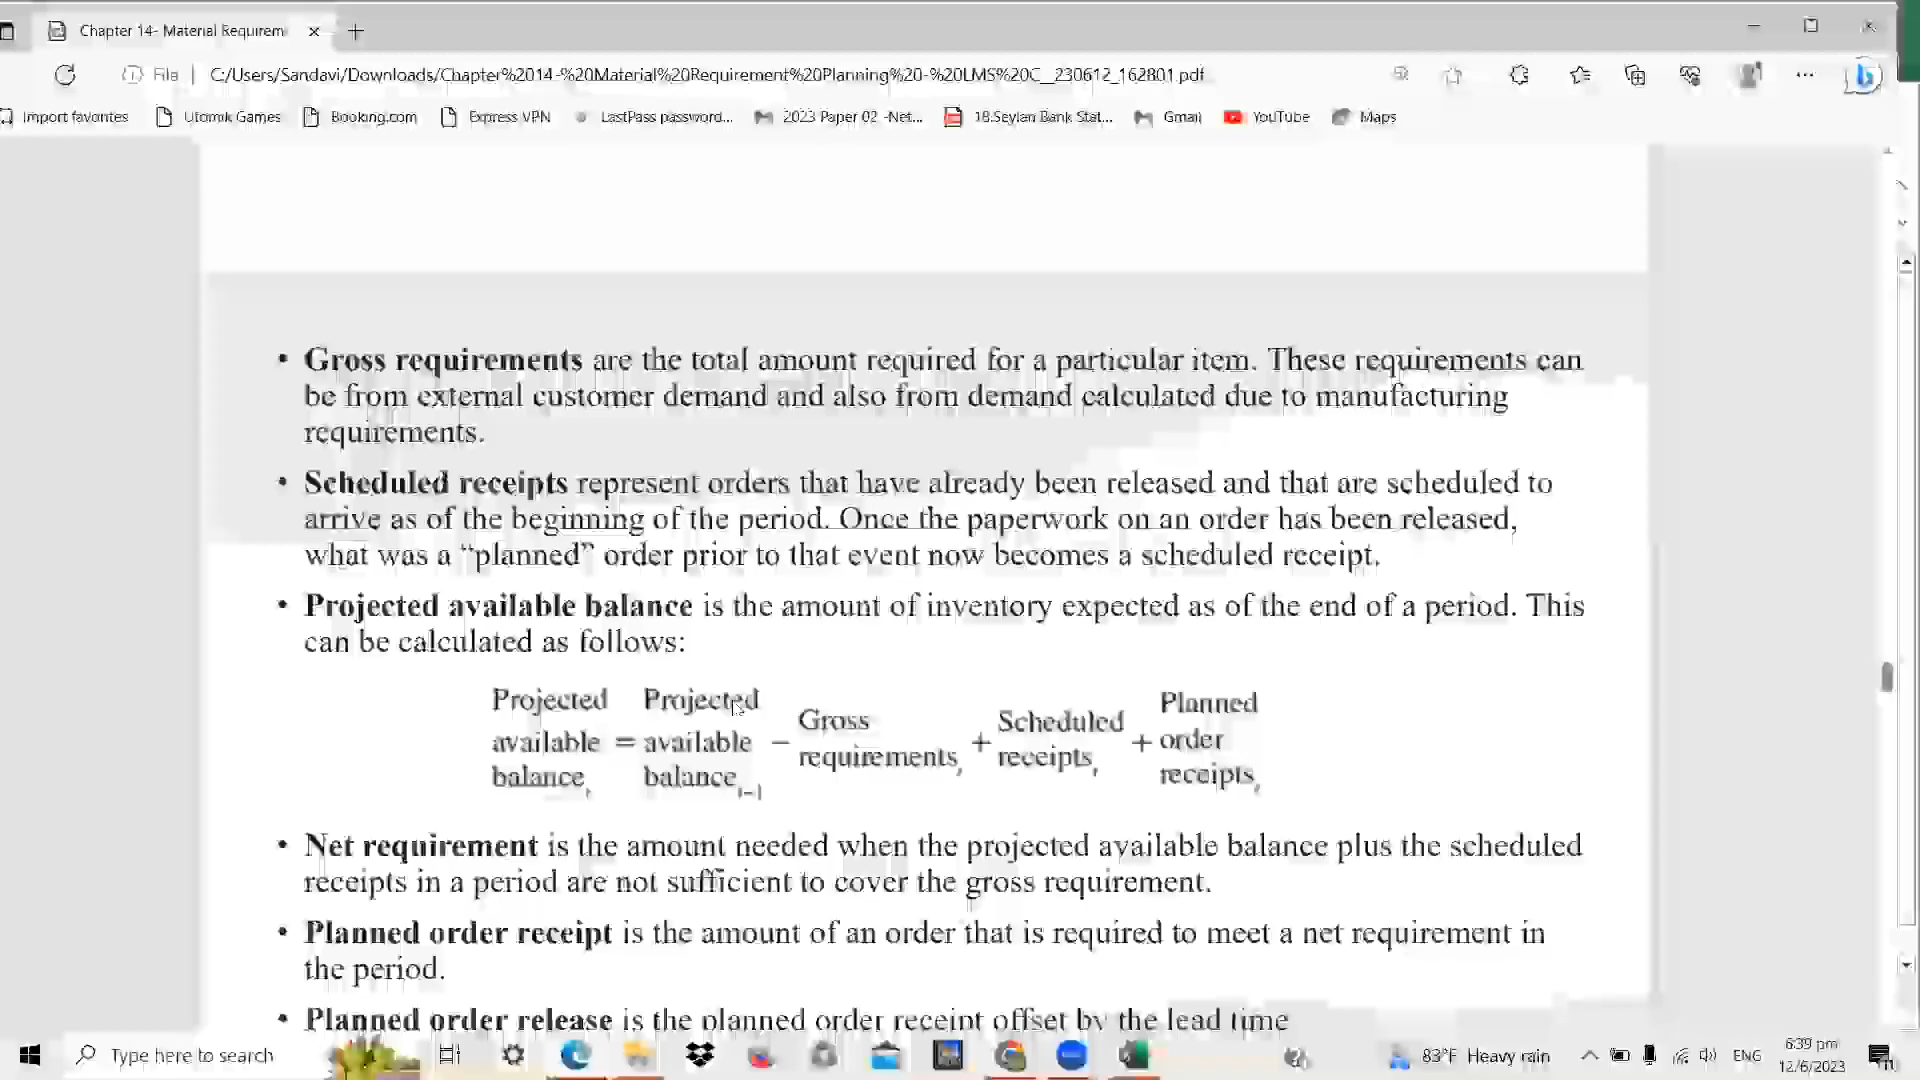 Chapter 14- Material Requirem
File
C:/Users/Sandavi/Downloads/Chapter%2014-%20Material%20Requirement%20Planning%20-%20LMS%20C__230612_162801.pdf
Import favorites Utomik Games Booking.com Express VPN LastPass password... 2023 Paper 02 -Net... 18.Seylan Bank Stat... Gmail YouTube Maps
• Gross requirements are the total amount required for a particular item. These requirements can
be from external customer demand and also from demand calculated due to manufacturing
requirements.
• Scheduled receipts represent orders that have already been released and that are scheduled to
arrive as of the beginning of the period. Once the paperwork on an order has been released,
what was a “planned” order prior to that event now becomes a scheduled receipt.
• Projected available balance is the amount of inventory expected as of the end of a period. This
can be calculated as follows:
Projected available balance t = Projected available balance t−1 − Gross requirements t + Scheduled receipts t + Planned order receipts t
• Net requirement is the amount needed when the projected available balance plus the scheduled
receipts in a period are not sufficient to cover the gross requirement.
• Planned order receipt is the amount of an order that is required to meet a net requirement in
the period.
• Planned order release is the planned order receipt offset by the lead time
Type here to search
83°F Heavy rain
ENG
6:39 pm
12/6/2023